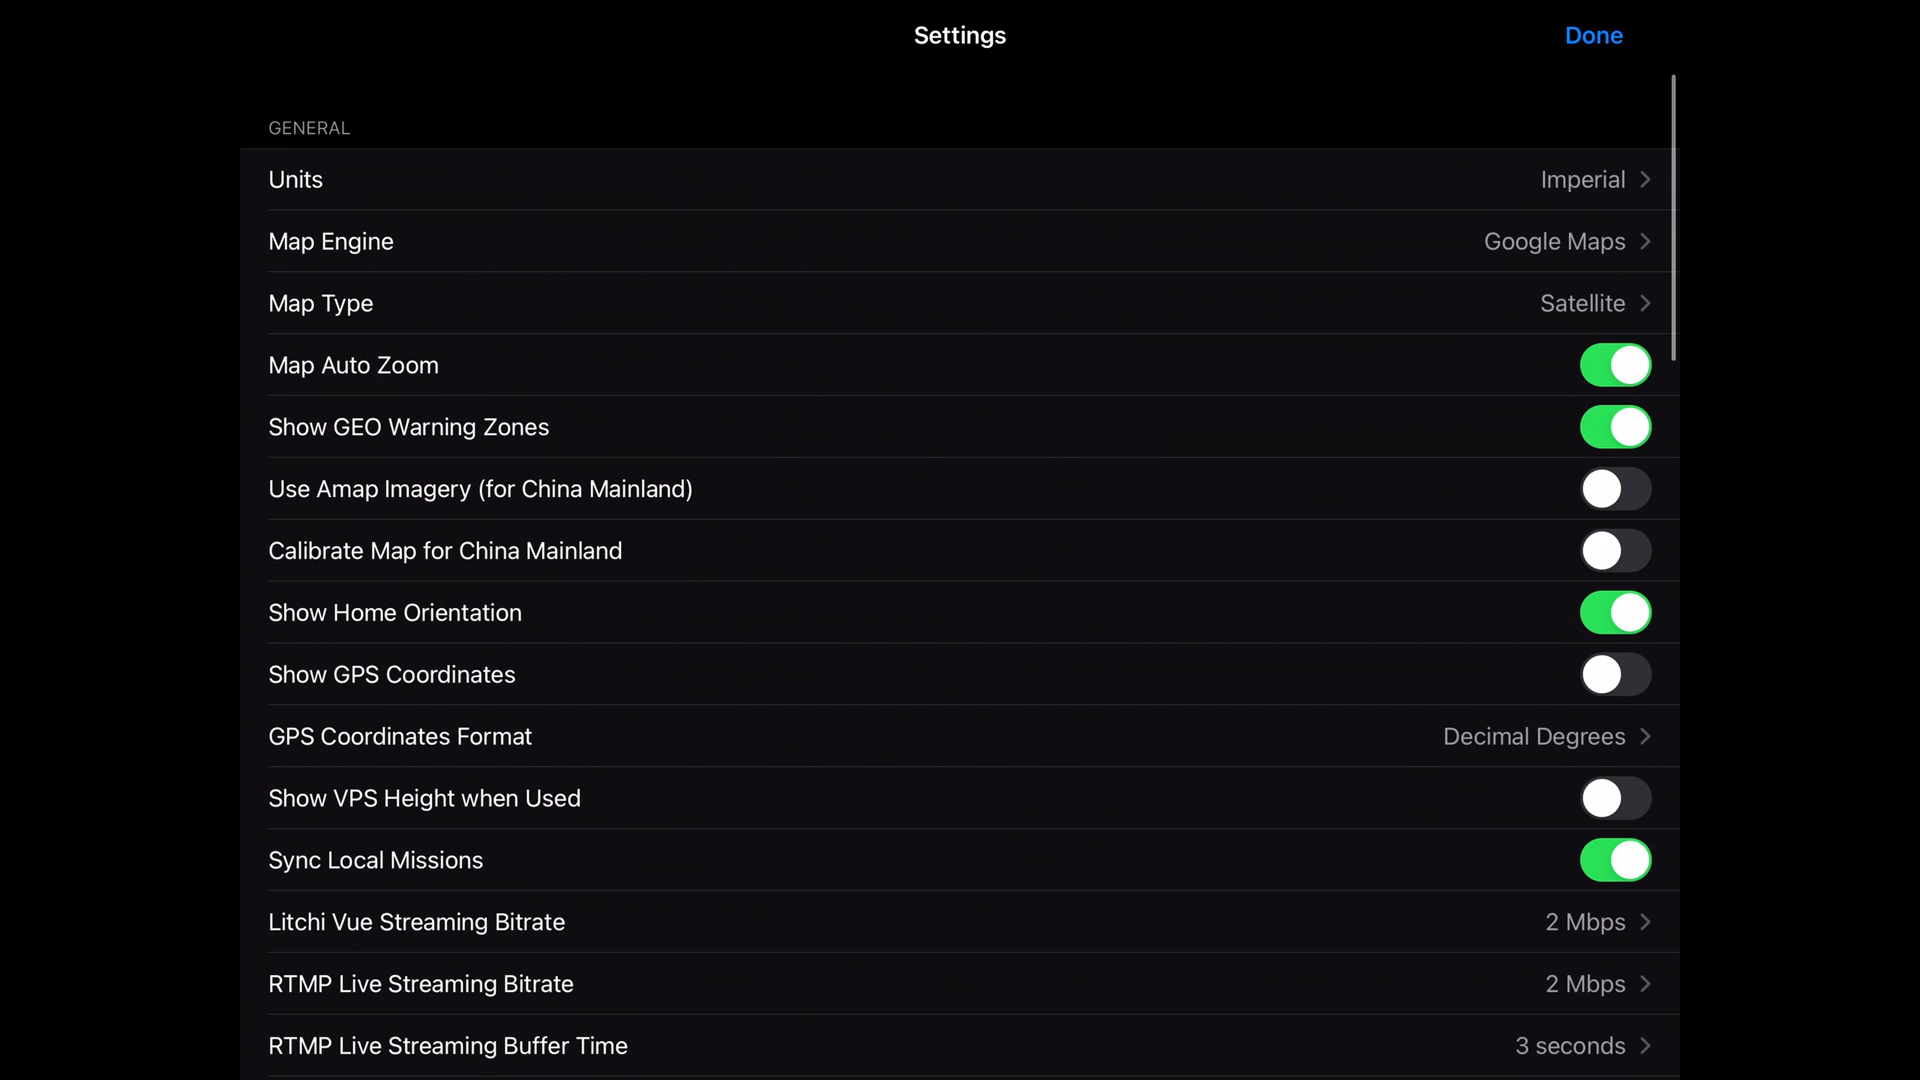 Settings
Done
GENERAL
Units Imperial
Map Engine Google Maps
Map Type Satellite
Map Auto Zoom
Show GEO Warning Zones
Use Amap Imagery (for China Mainland)
Calibrate Map for China Mainland
Show Home Orientation
Show GPS Coordinates
GPS Coordinates Format Decimal Degrees
Show VPS Height when Used
Sync Local Missions
Litchi Vue Streaming Bitrate 2 Mbps
RTMP Live Streaming Bitrate 2 Mbps
RTMP Live Streaming Buffer Time 3 seconds